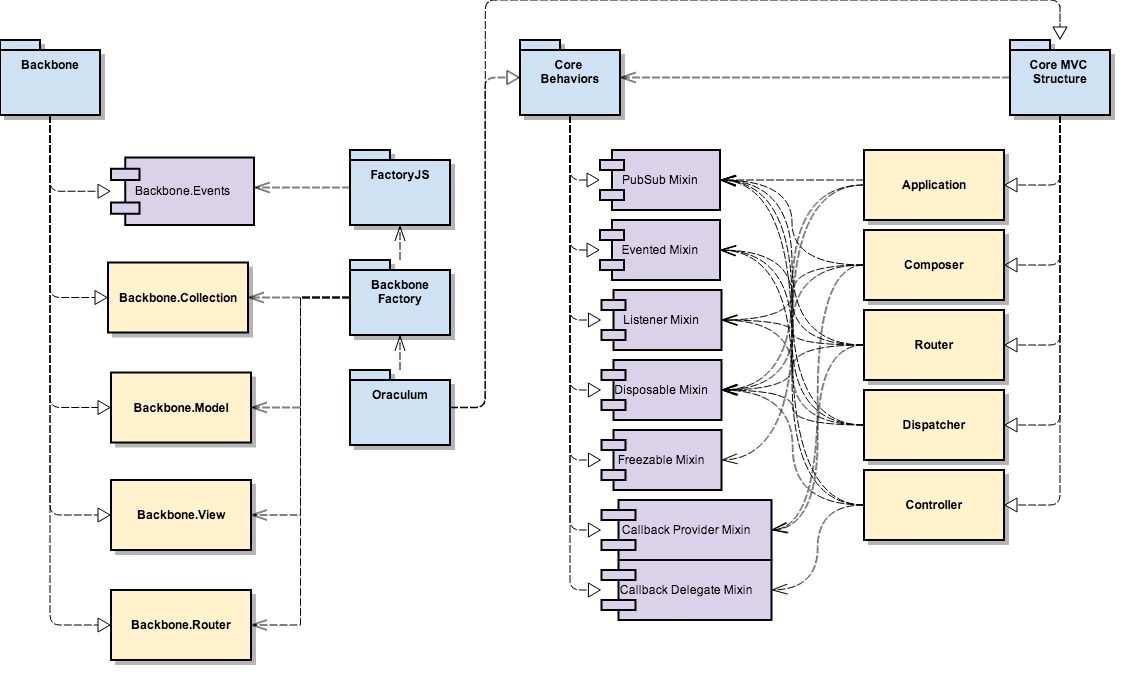 Backbone
Backbone.Events
Backbone.Collection
Backbone.Model
Backbone.View
Backbone.Router
FactoryJS
Backbone
Factory
Oraculum
Core
Behaviors
PubSub Mixin
Evented Mixin
Listener Mixin
Disposable Mixin
Freezable Mixin
Callback Provider Mixin
Callback Delegate Mixin
Core MVC
Structure
Application
Composer
Router
Dispatcher
Controller